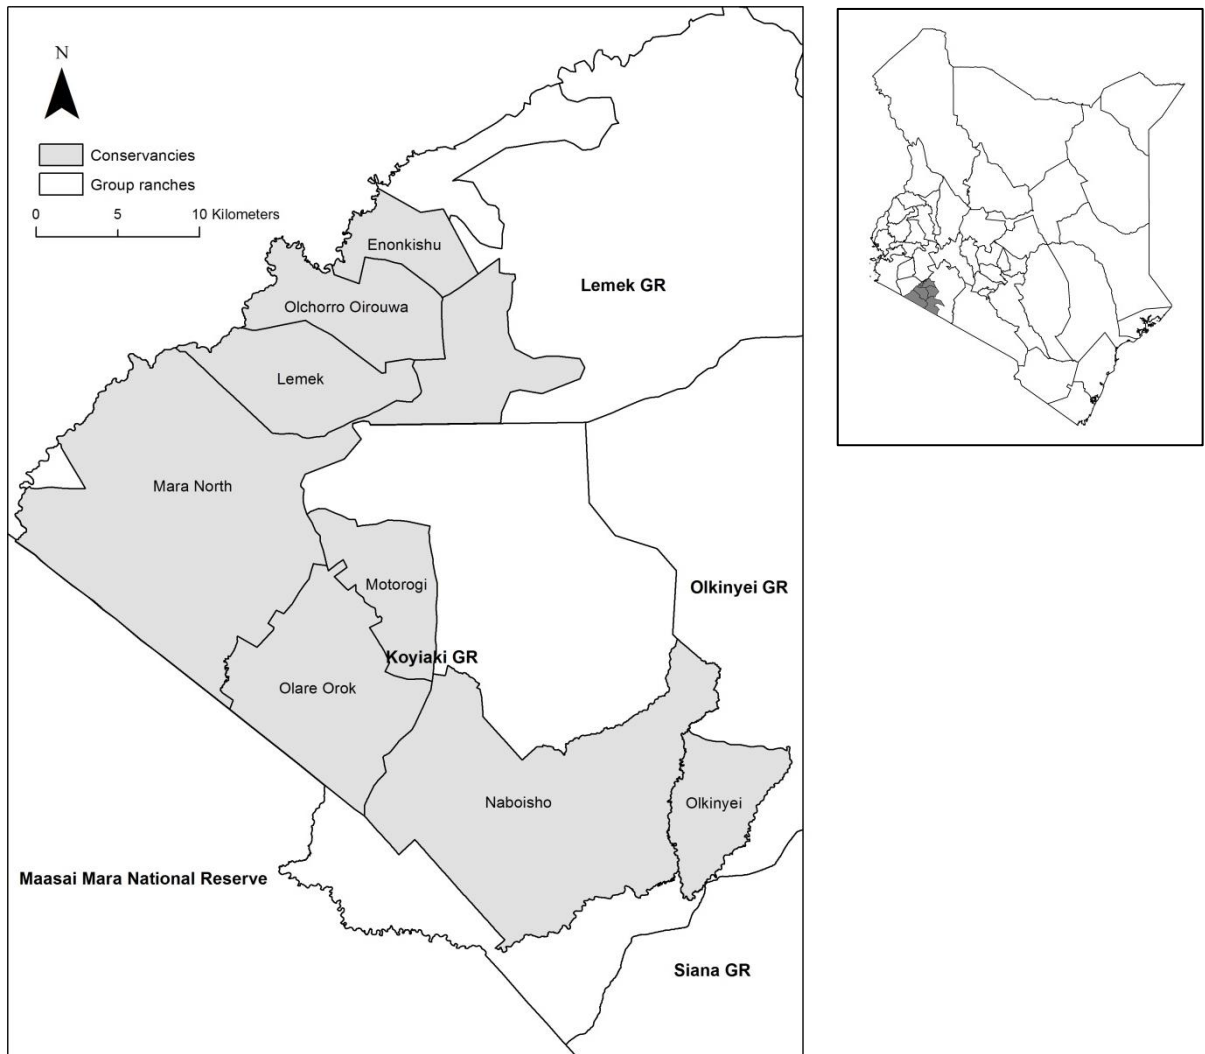 N
Conservancies
Group ranches
0 5 10 Kilometers
Enonkishu
Lemek GR
Olchorro Oirouwa
Lemek
Mara North
Motorogi
Olkinyei GR
Koyiaki GR
Olare Orok
Naboisho
Olkinyei
Maasai Mara National Reserve
Siana GR